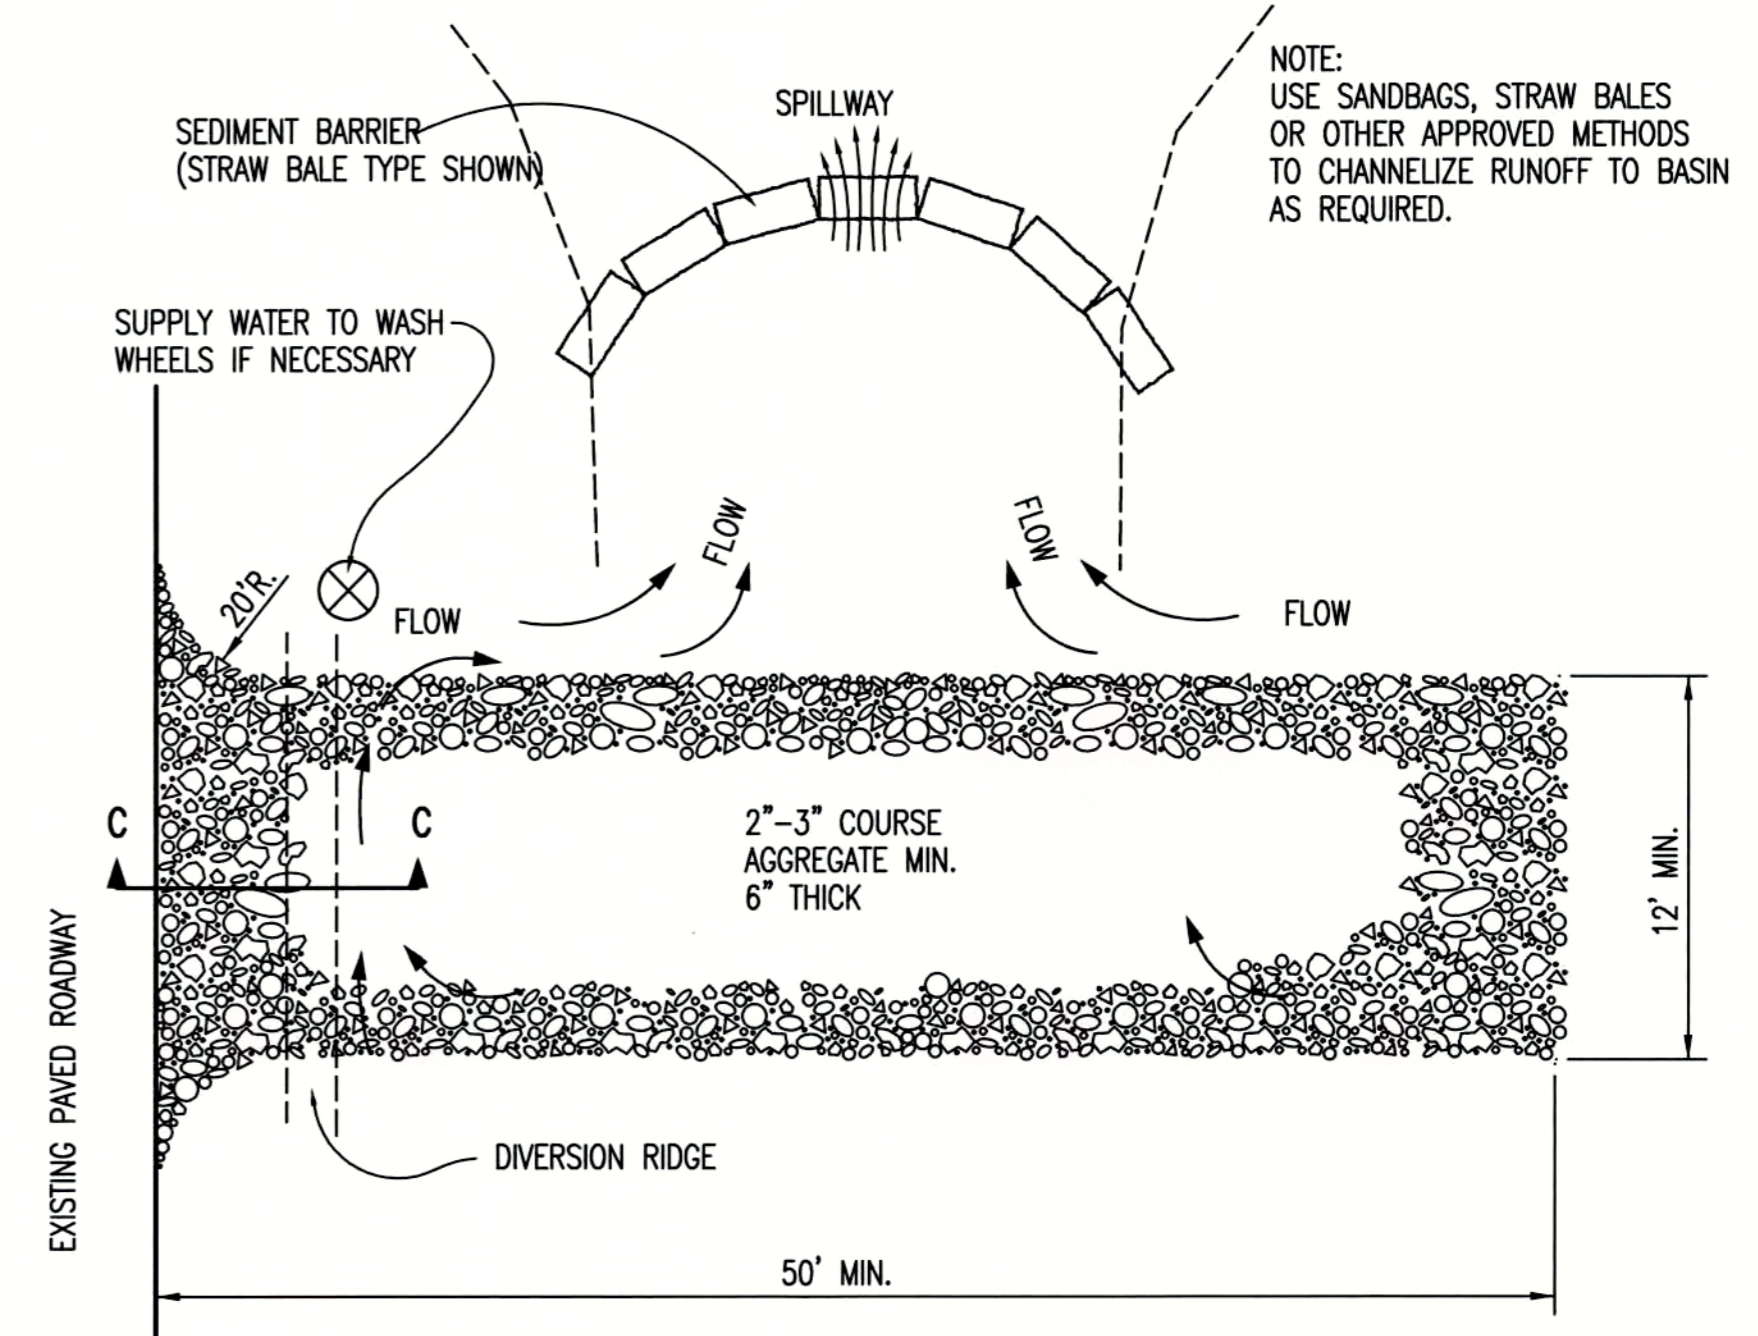 SPILLWAY
NOTE:
USE SANDBAGS, STRAW BALES
OR OTHER APPROVED METHODS
TO CHANNELIZE RUNOFF TO BASIN
AS REQUIRED.
SEDIMENT BARRIER
(STRAW BALE TYPE SHOWN)
SUPPLY WATER TO WASH
WHEELS IF NECESSARY
FLOW
FLOW
20'R.
FLOW
FLOW
C
C
2"-3" COURSE
AGGREGATE MIN.
6" THICK
12' MIN.
EXISTING PAVED ROADWAY
DIVERSION RIDGE
50' MIN.